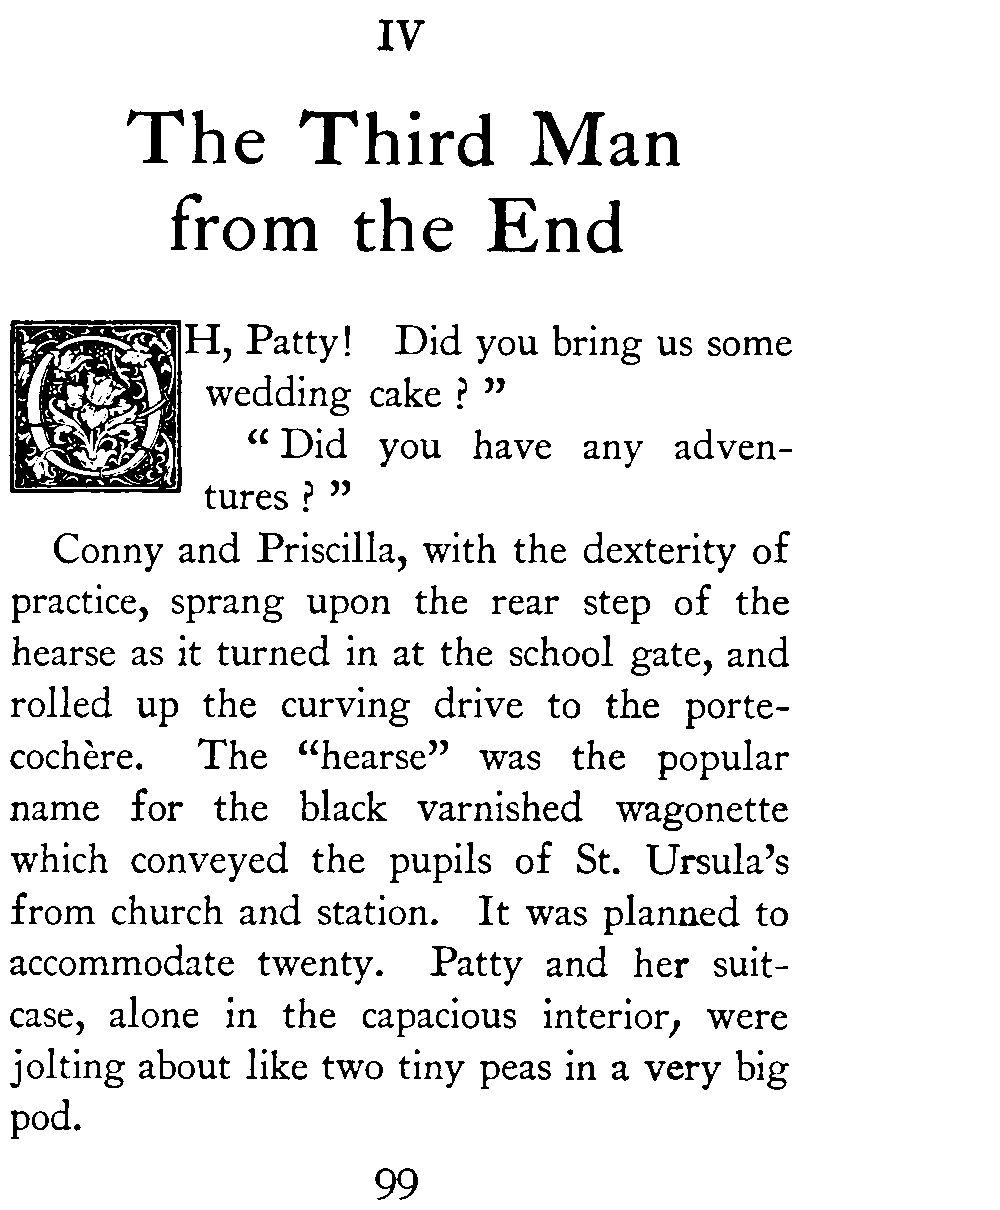 IV
The Third Man
from the End
OH, Patty! Did you bring us some
wedding cake?”
“Did you have any adven-
tures?”
Conny and Priscilla, with the dexterity of
practice, sprang upon the rear step of the
hearse as it turned in at the school gate, and
rolled up the curving drive to the porte-
cochère. The “hearse” was the popular
name for the black varnished wagonette
which conveyed the pupils of St. Ursula’s
from church and station. It was planned to
accommodate twenty. Patty and her suit-
case, alone in the capacious interior, were
jolting about like two tiny peas in a very big
pod.
99